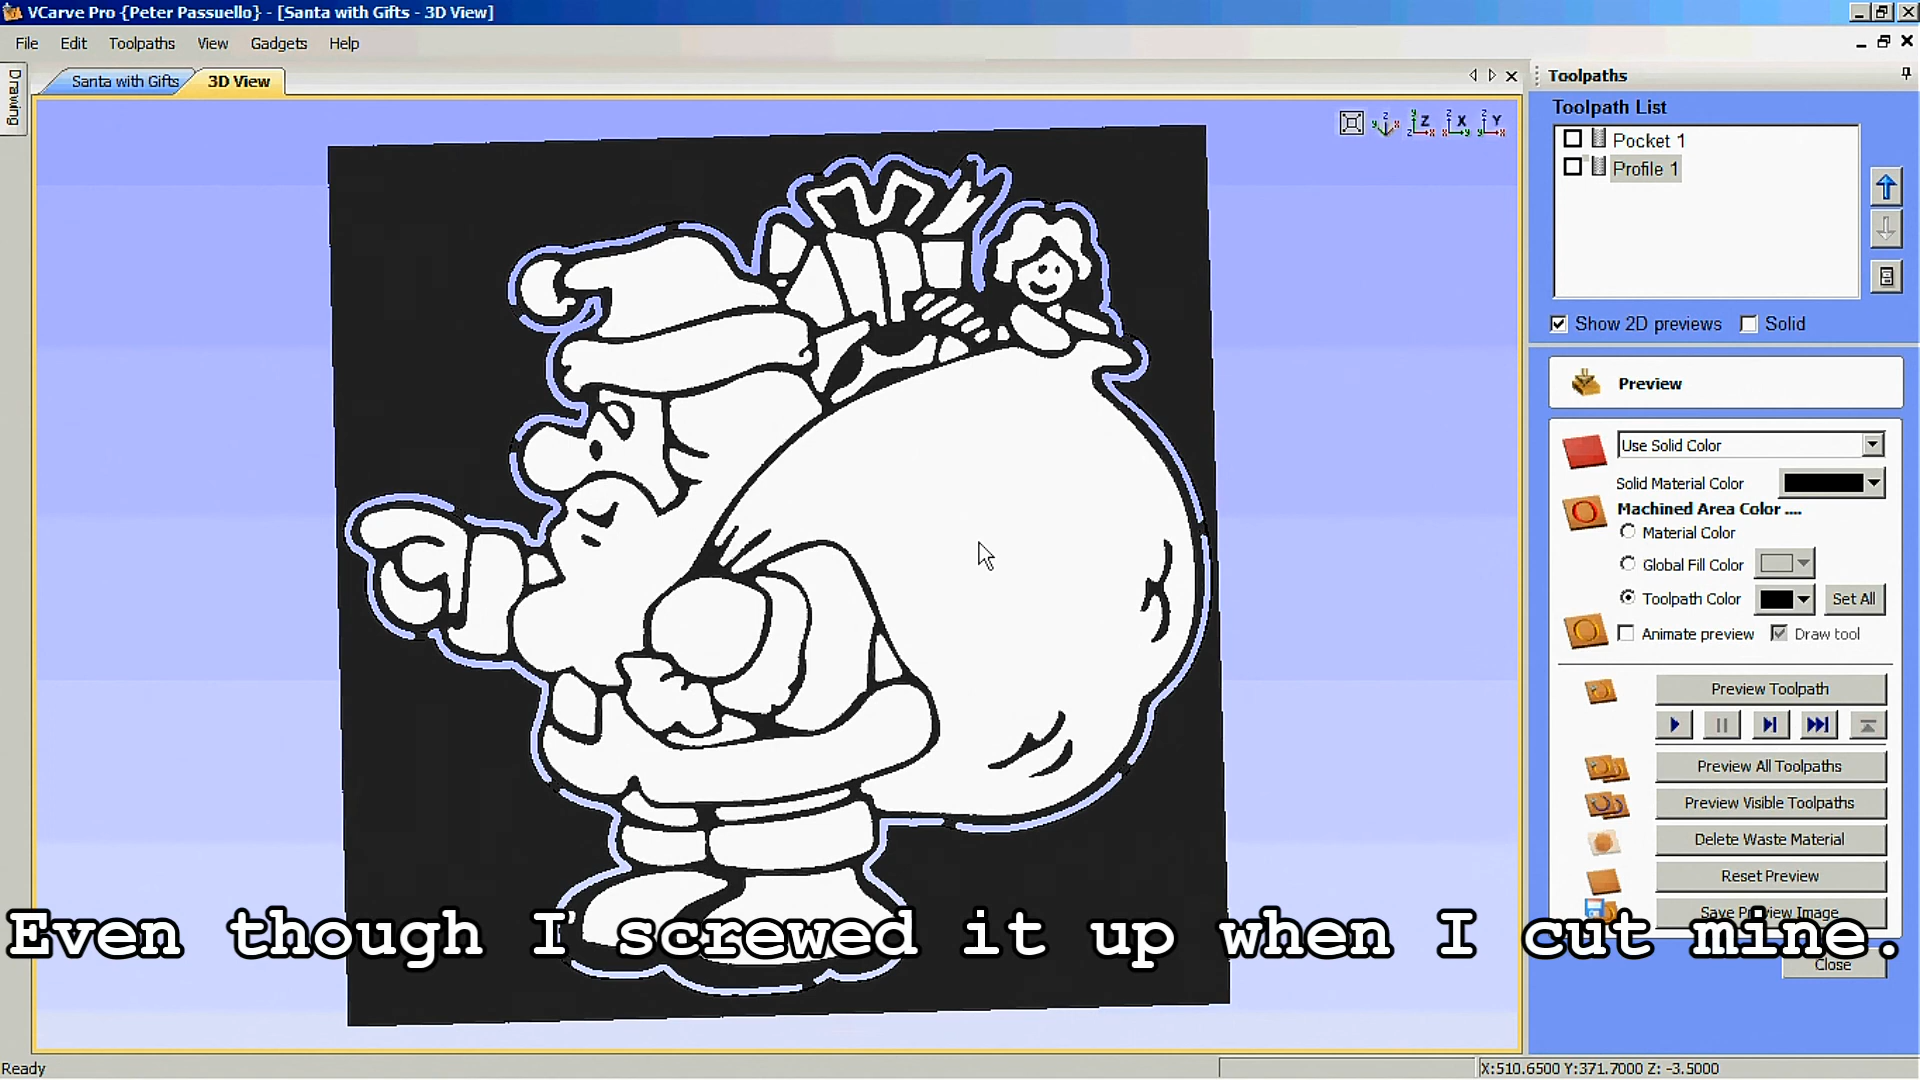 VCarve Pro {Peter Passuello} - [Santa with Gifts - 3D View]
File Edit Toolpaths View Gadgets Help
Drawing
Santa with Gifts 3D View
Toolpaths
Toolpath List
Pocket 1
Profile 1
Show 2D previews Solid
Preview
Use Solid Color
Solid Material Color
Machined Area Color ....
Material Color
Global Fill Color
Toolpath Color Set All
Animate preview Draw tool
Preview Toolpath
Preview All Toolpaths
Preview Visible Toolpaths
Delete Waste Material
Reset Preview
Save Preview Image
Even though I screwed it up when I cut mine.
Close
Ready X:510.6500 Y:371.7000 Z: -3.5000